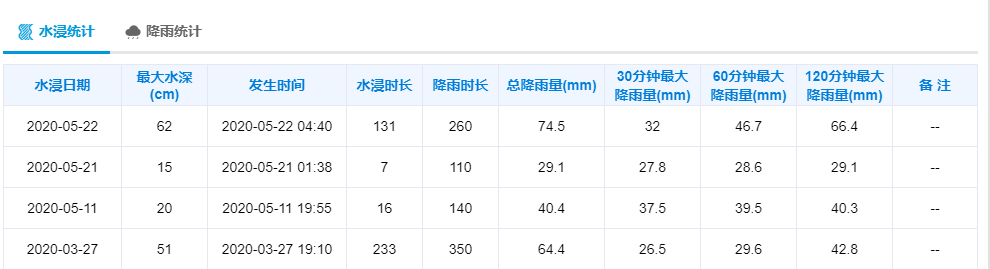 水浸统计 降雨统计
水浸日期 最大水深(cm) 发生时间 水浸时长 降雨时长 总降雨量(mm) 30分钟最大降雨量(mm) 60分钟最大降雨量(mm) 120分钟最大降雨量(mm) 备 注
2020-05-22 62 2020-05-22 04:40 131 260 74.5 32 46.7 66.4 --
2020-05-21 15 2020-05-21 01:38 7 110 29.1 27.8 28.6 29.1 --
2020-05-11 20 2020-05-11 19:55 16 140 40.4 37.5 39.5 40.3 --
2020-03-27 51 2020-03-27 19:10 233 350 64.4 26.5 29.6 42.8 --